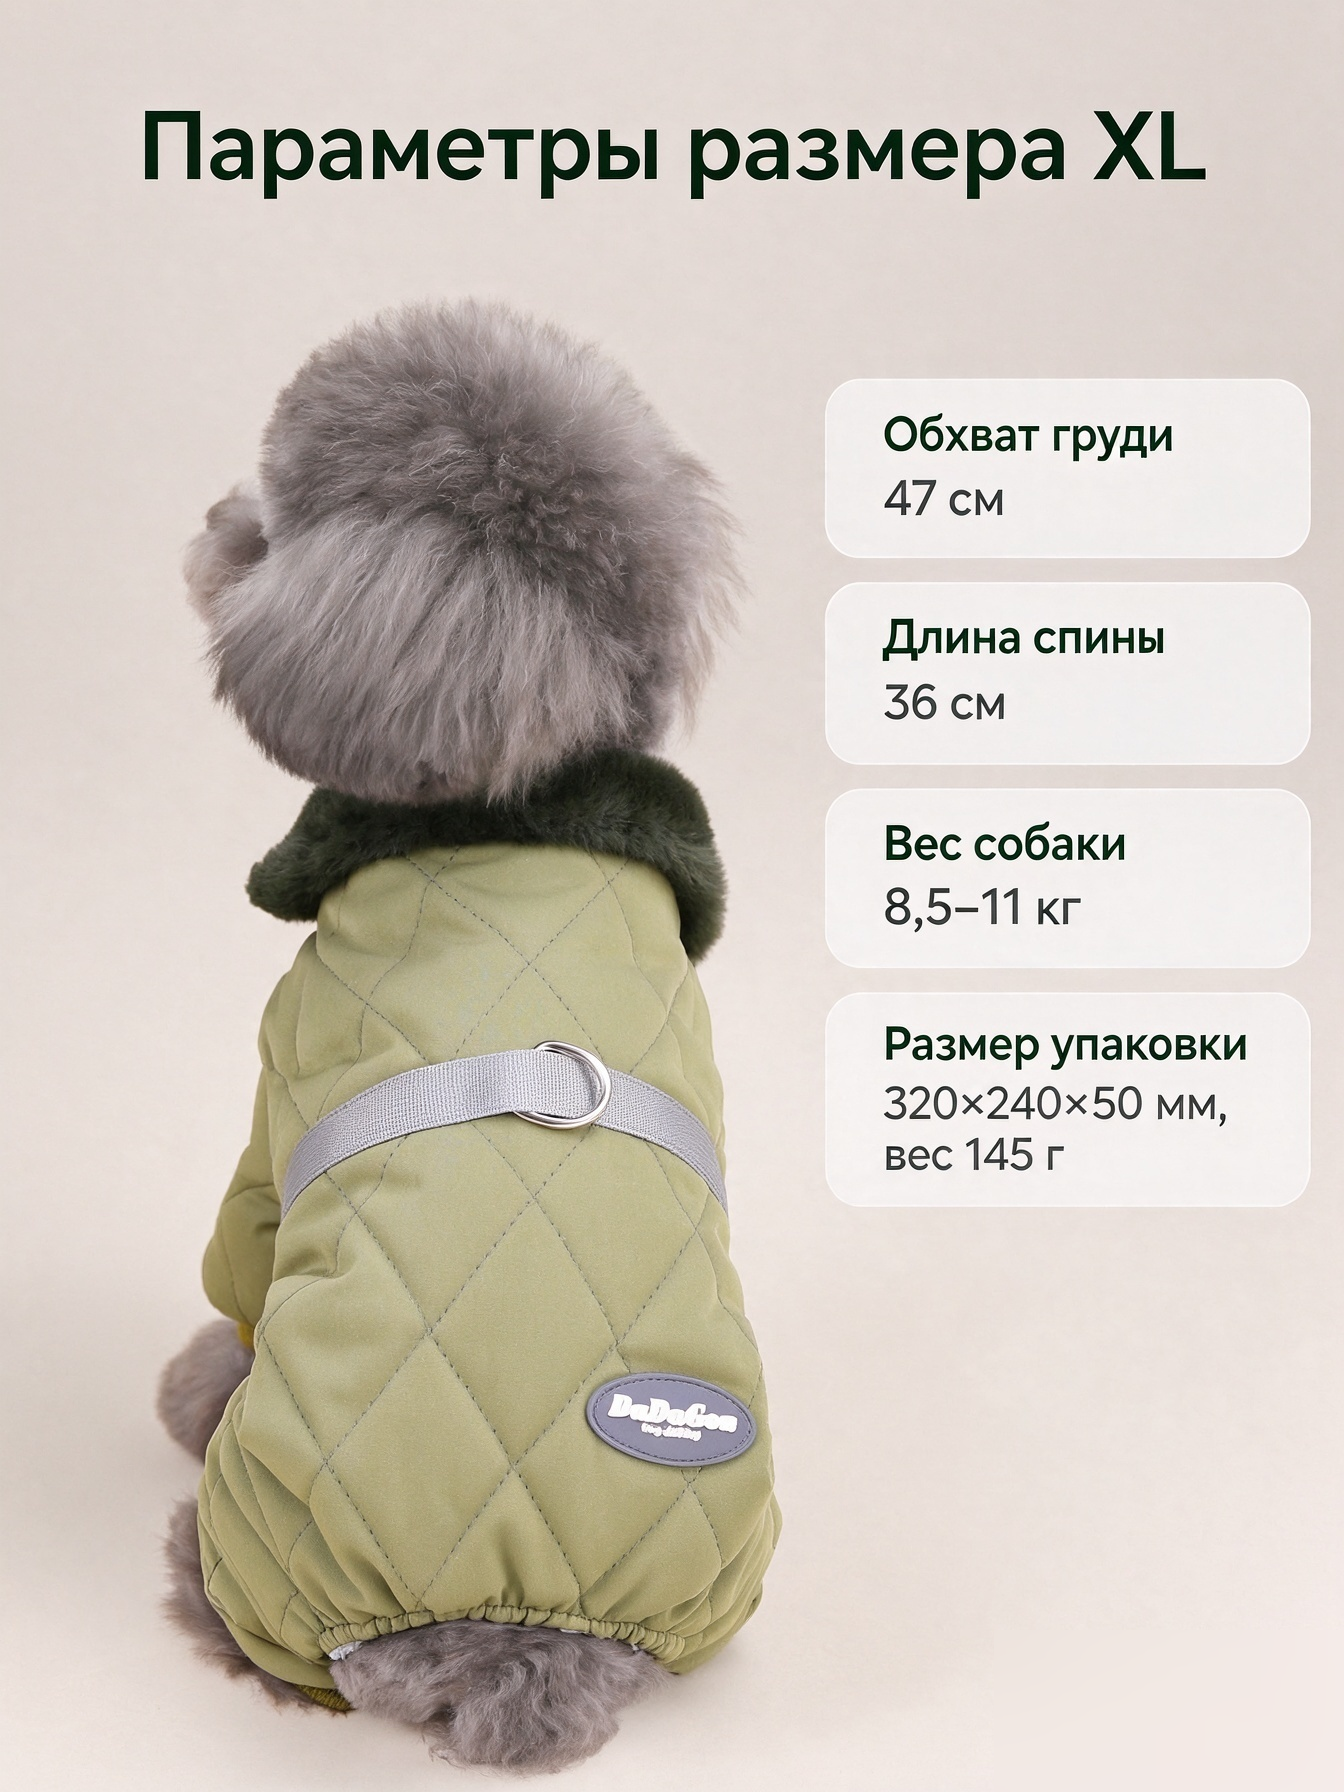 Параметры размера XL
Обхват груди
47 см
Длина спины
36 см
Вес собаки
8,5–11 кг
Размер упаковки
320×240×50 мм,
вес 145 г
DaDaGou